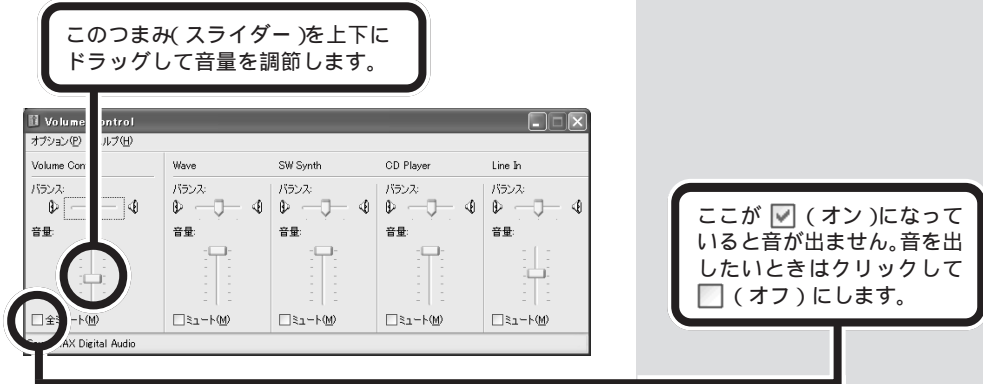 このつまみ(スライダー)を上下に
ドラッグして音量を調節します。
Volume ntrol
オプション(P) ルプ(H)
Volume Con Wave SW Synth CD Player Line In
バランス: バランス: バランス: バランス: バランス:
音量: 音量: 音量: 音量: 音量:
全ミュート(M) ミュート(M) ミュート(M) ミュート(M) ミュート(M)
AX Digital Audio
ここが (オン)になって
いると音が出ません。音を出
したいときはクリックして
(オフ)にします。